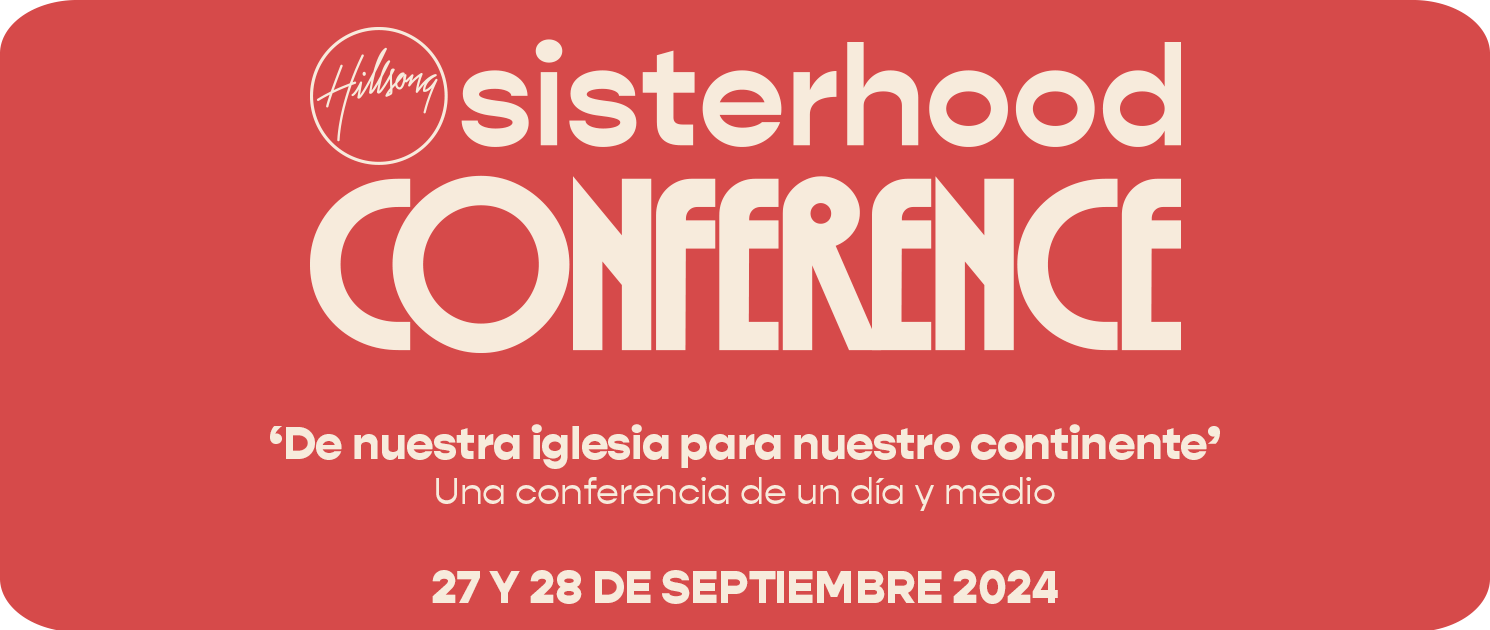 Hillsong sisterhood
CONFERENCE
‘De nuestra iglesia para nuestro continente’
Una conferencia de un día y medio
27 Y 28 DE SEPTIEMBRE 2024